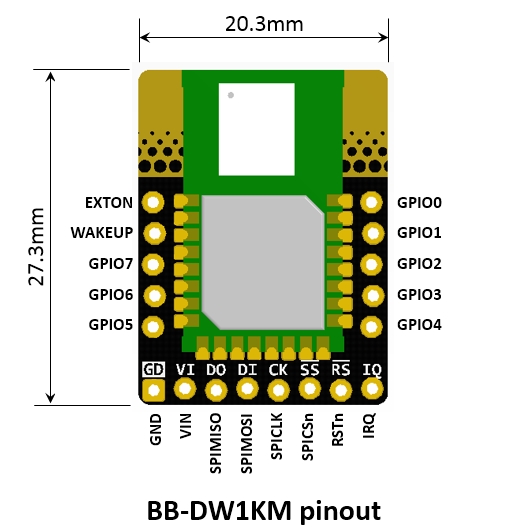 20.3mm
27.3mm
EXTON
WAKEUP
GPIO7
GPIO6
GPIO5
GPIO0
GPIO1
GPIO2
GPIO3
GPIO4
GD VI DO DI CK SS RS IQ
GND VIN SPIMISO SPIMOSI SPICLK SPICSn RSTn IRQ
BB-DW1KM pinout